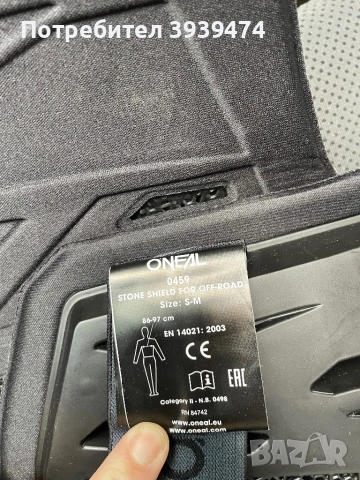 Потребител 3939474
ONEAL
0459
STONE SHIELD FOR OFF-ROAD
Size: S-M
86-97 cm
EN 14021: 2003
CE
EAC
Category II - N.B. 0498
RN 84742
www.oneal.eu
www.oneal.com
BAZAR